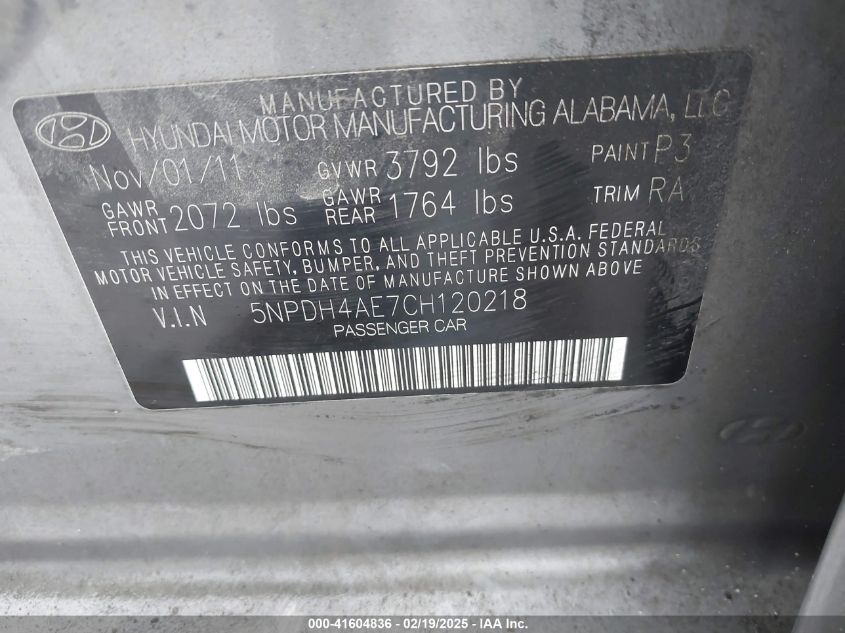 MANUFACTURED BY
HYUNDAI MOTOR MANUFACTURING ALABAMA, LLC
Nov/01/11 GVWR 3792 lbs PAINT P3
GAWR FRONT 2072 lbs GAWR REAR 1764 lbs TRIM RA
THIS VEHICLE CONFORMS TO ALL APPLICABLE U.S.A. FEDERAL
MOTOR VEHICLE SAFETY, BUMPER, AND THEFT PREVENTION STANDARDS
IN EFFECT ON THE DATE OF MANUFACTURE SHOWN ABOVE
V.I.N 5NPDH4AE7CH120218
PASSENGER CAR
000-41604836 - 02/19/2025 - IAA Inc.